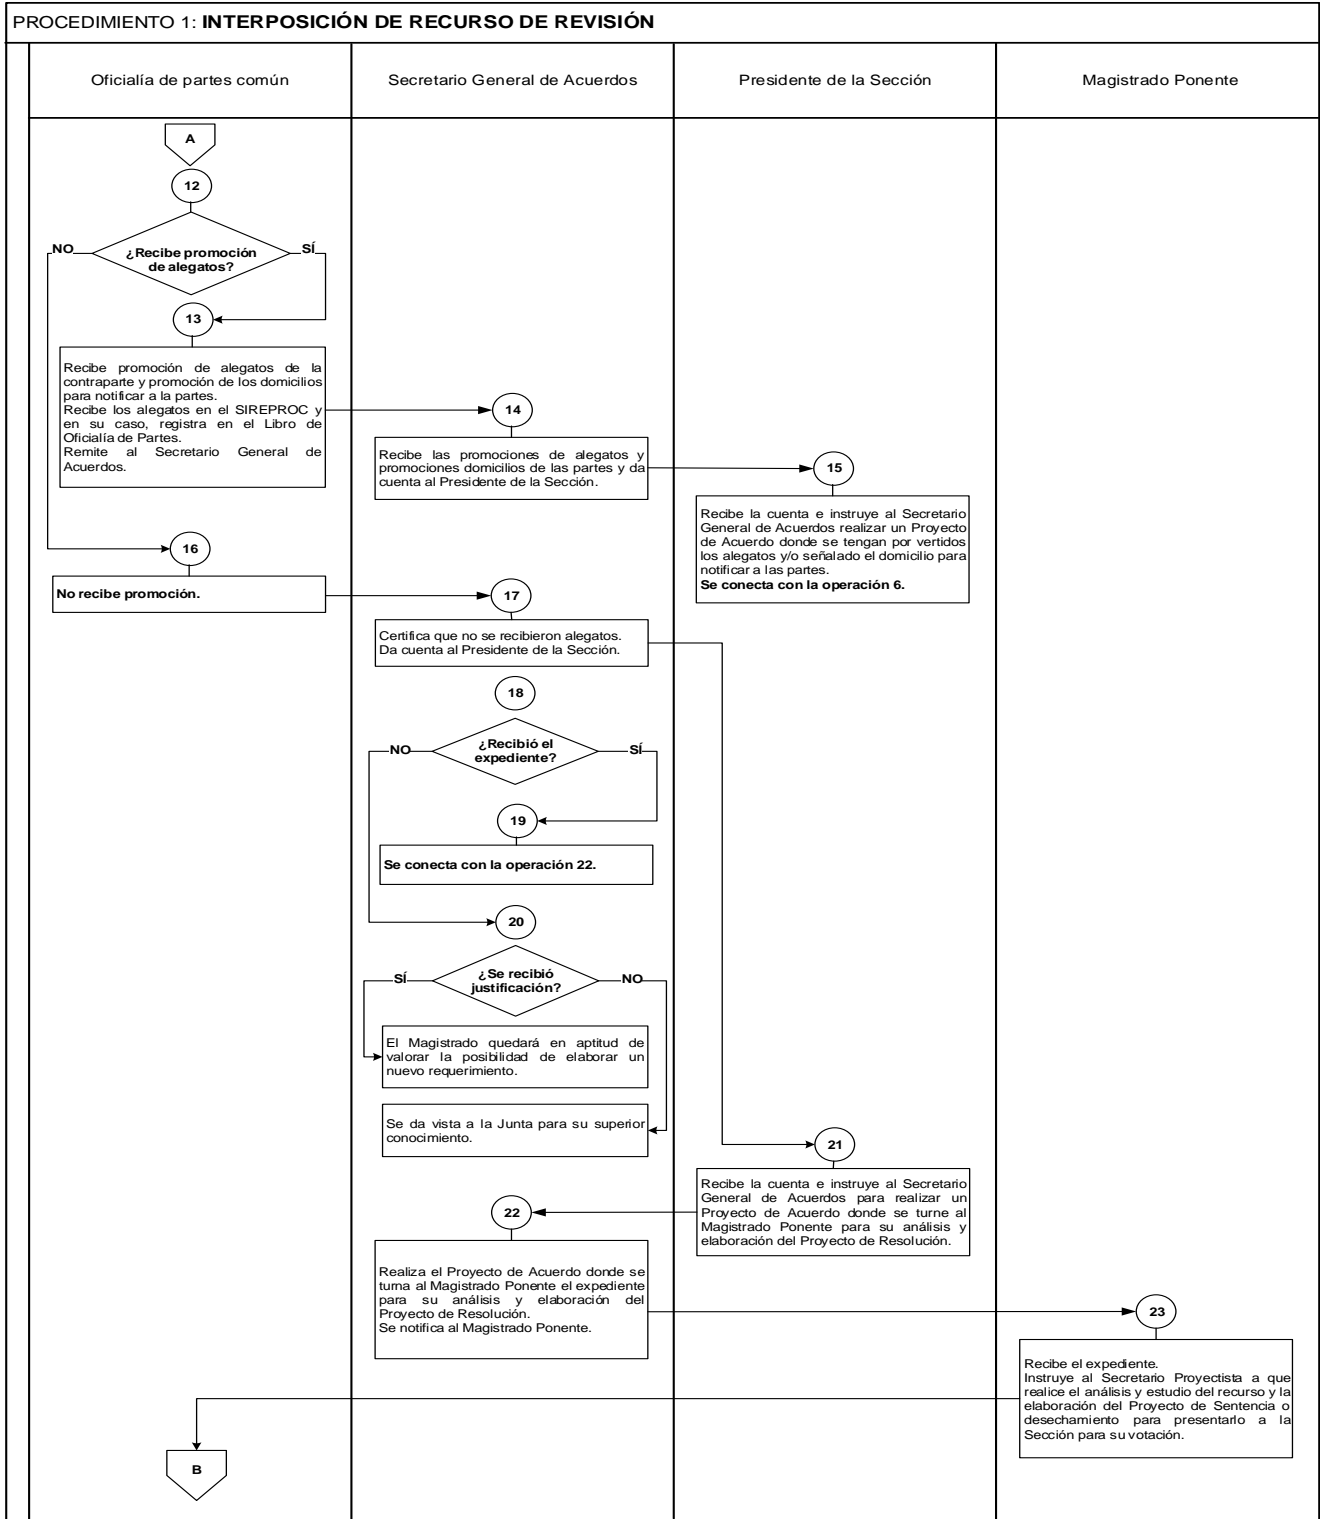 PROCEDIMIENTO 1: INTERPOSICIÓN DE RECURSO DE REVISIÓN
Oficialía de partes común
Secretario General de Acuerdos
Presidente de la Sección
Magistrado Ponente
A
12
NO
¿Recibe promoción
de alegatos?
SÍ
13
Recibe promoción de alegatos de la
contraparte y promoción de los domicilios
para notificar a la partes.
Recibe los alegatos en el SIREPROC y
en su caso, registra en el Libro de
Oficialía de Partes.
Remite al Secretario General de
Acuerdos.
14
Recibe las promociones de alegatos y
promociones domicilios de las partes y da
cuenta al Presidente de la Sección.
15
Recibe la cuenta e instruye al Secretario
General de Acuerdos realizar un Proyecto
de Acuerdo donde se tengan por vertidos
los alegatos y/o señalado el domicilio para
notificar a las partes.
Se conecta con la operación 6.
16
No recibe promoción.
17
Certifica que no se recibieron alegatos.
Da cuenta al Presidente de la Sección.
18
NO
¿Recibió el
expediente?
SÍ
19
Se conecta con la operación 22.
20
SÍ
¿Se recibió
justificación?
NO
El Magistrado quedará en aptitud de
valorar la posibilidad de elaborar un
nuevo requerimiento.
Se da vista a la Junta para su superior
conocimiento.
21
Recibe la cuenta e instruye al Secretario
General de Acuerdos para realizar un
Proyecto de Acuerdo donde se turne al
Magistrado Ponente para su análisis y
elaboración del Proyecto de Resolución.
22
Realiza el Proyecto de Acuerdo donde se
turna al Magistrado Ponente el expediente
para su análisis y elaboración del
Proyecto de Resolución.
Se notifica al Magistrado Ponente.
23
Recibe el expediente.
Instruye al Secretario Proyectista a que
realice el análisis y estudio del recurso y la
elaboración del Proyecto de Sentencia o
desechamiento para presentarlo a la
Sección para su votación.
B